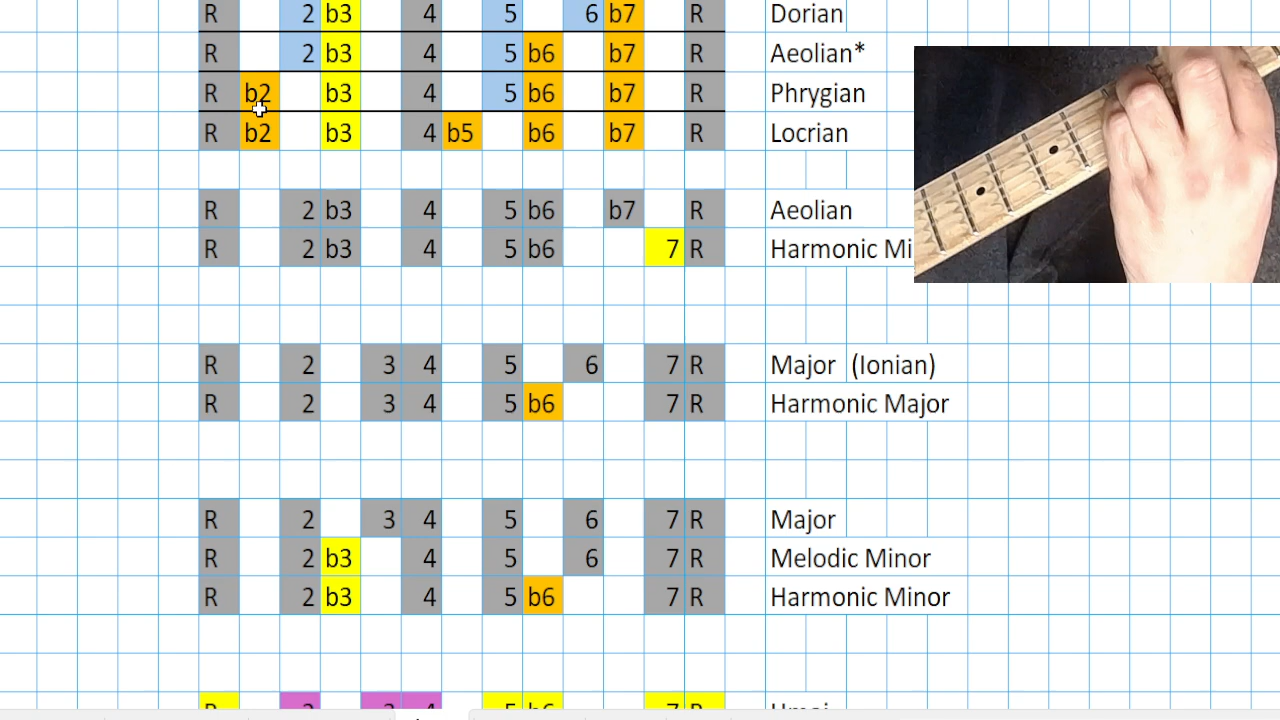 R 2 b3 4 5 6 b7 R Dorian
R 2 b3 4 5 b6 b7 R Aeolian*
R b2 b3 4 5 b6 b7 R Phrygian
R b2 b3 4 b5 b6 b7 R Locrian
R 2 b3 4 5 b6 b7 R Aeolian
R 2 b3 4 5 b6 7 R Harmonic Mi
R 2 3 4 5 6 7 R Major (Ionian)
R 2 3 4 5 b6 7 R Harmonic Major
R 2 3 4 5 6 7 R Major
R 2 b3 4 5 6 7 R Melodic Minor
R 2 b3 4 5 b6 7 R Harmonic Minor